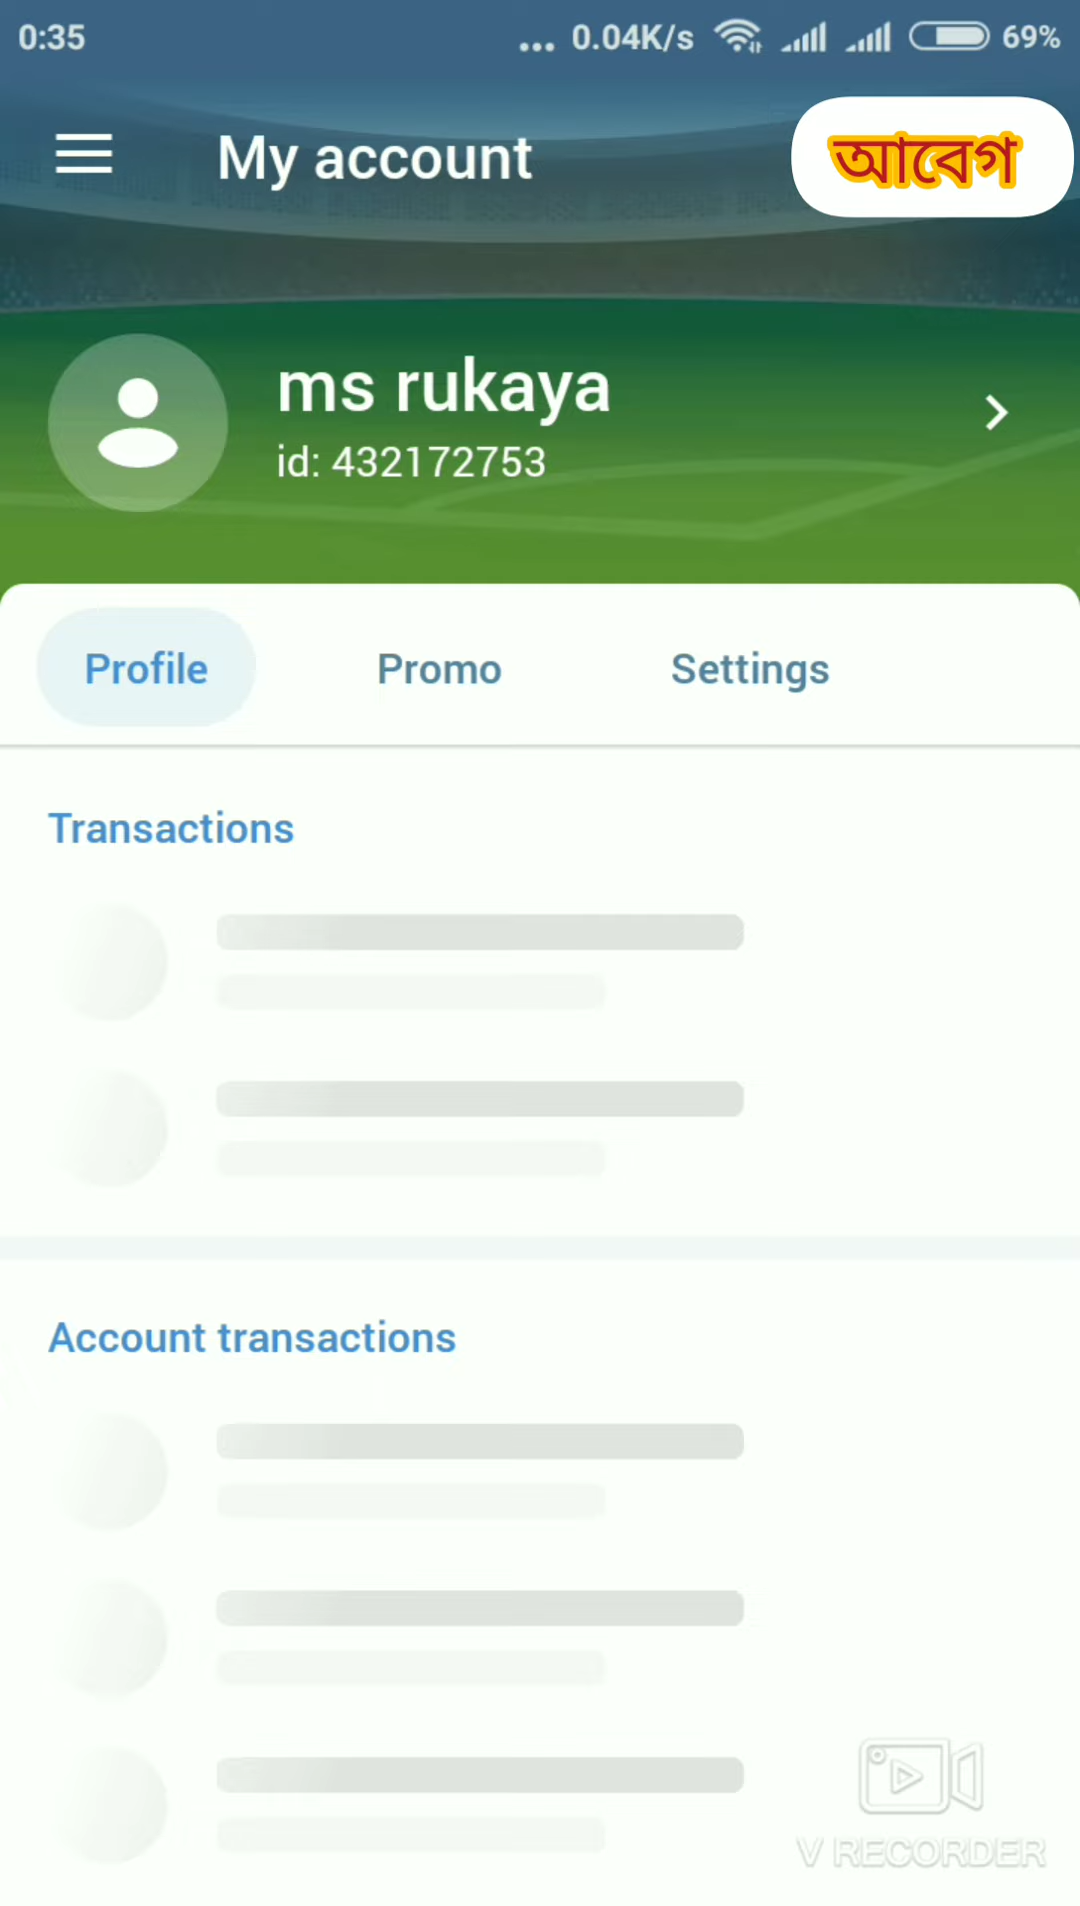 0:35 ... 0.04K/s 69%
My account
আবেগ
ms rukaya
id: 432172753
Profile Promo Settings
Transactions
Account transactions
V RECORDER